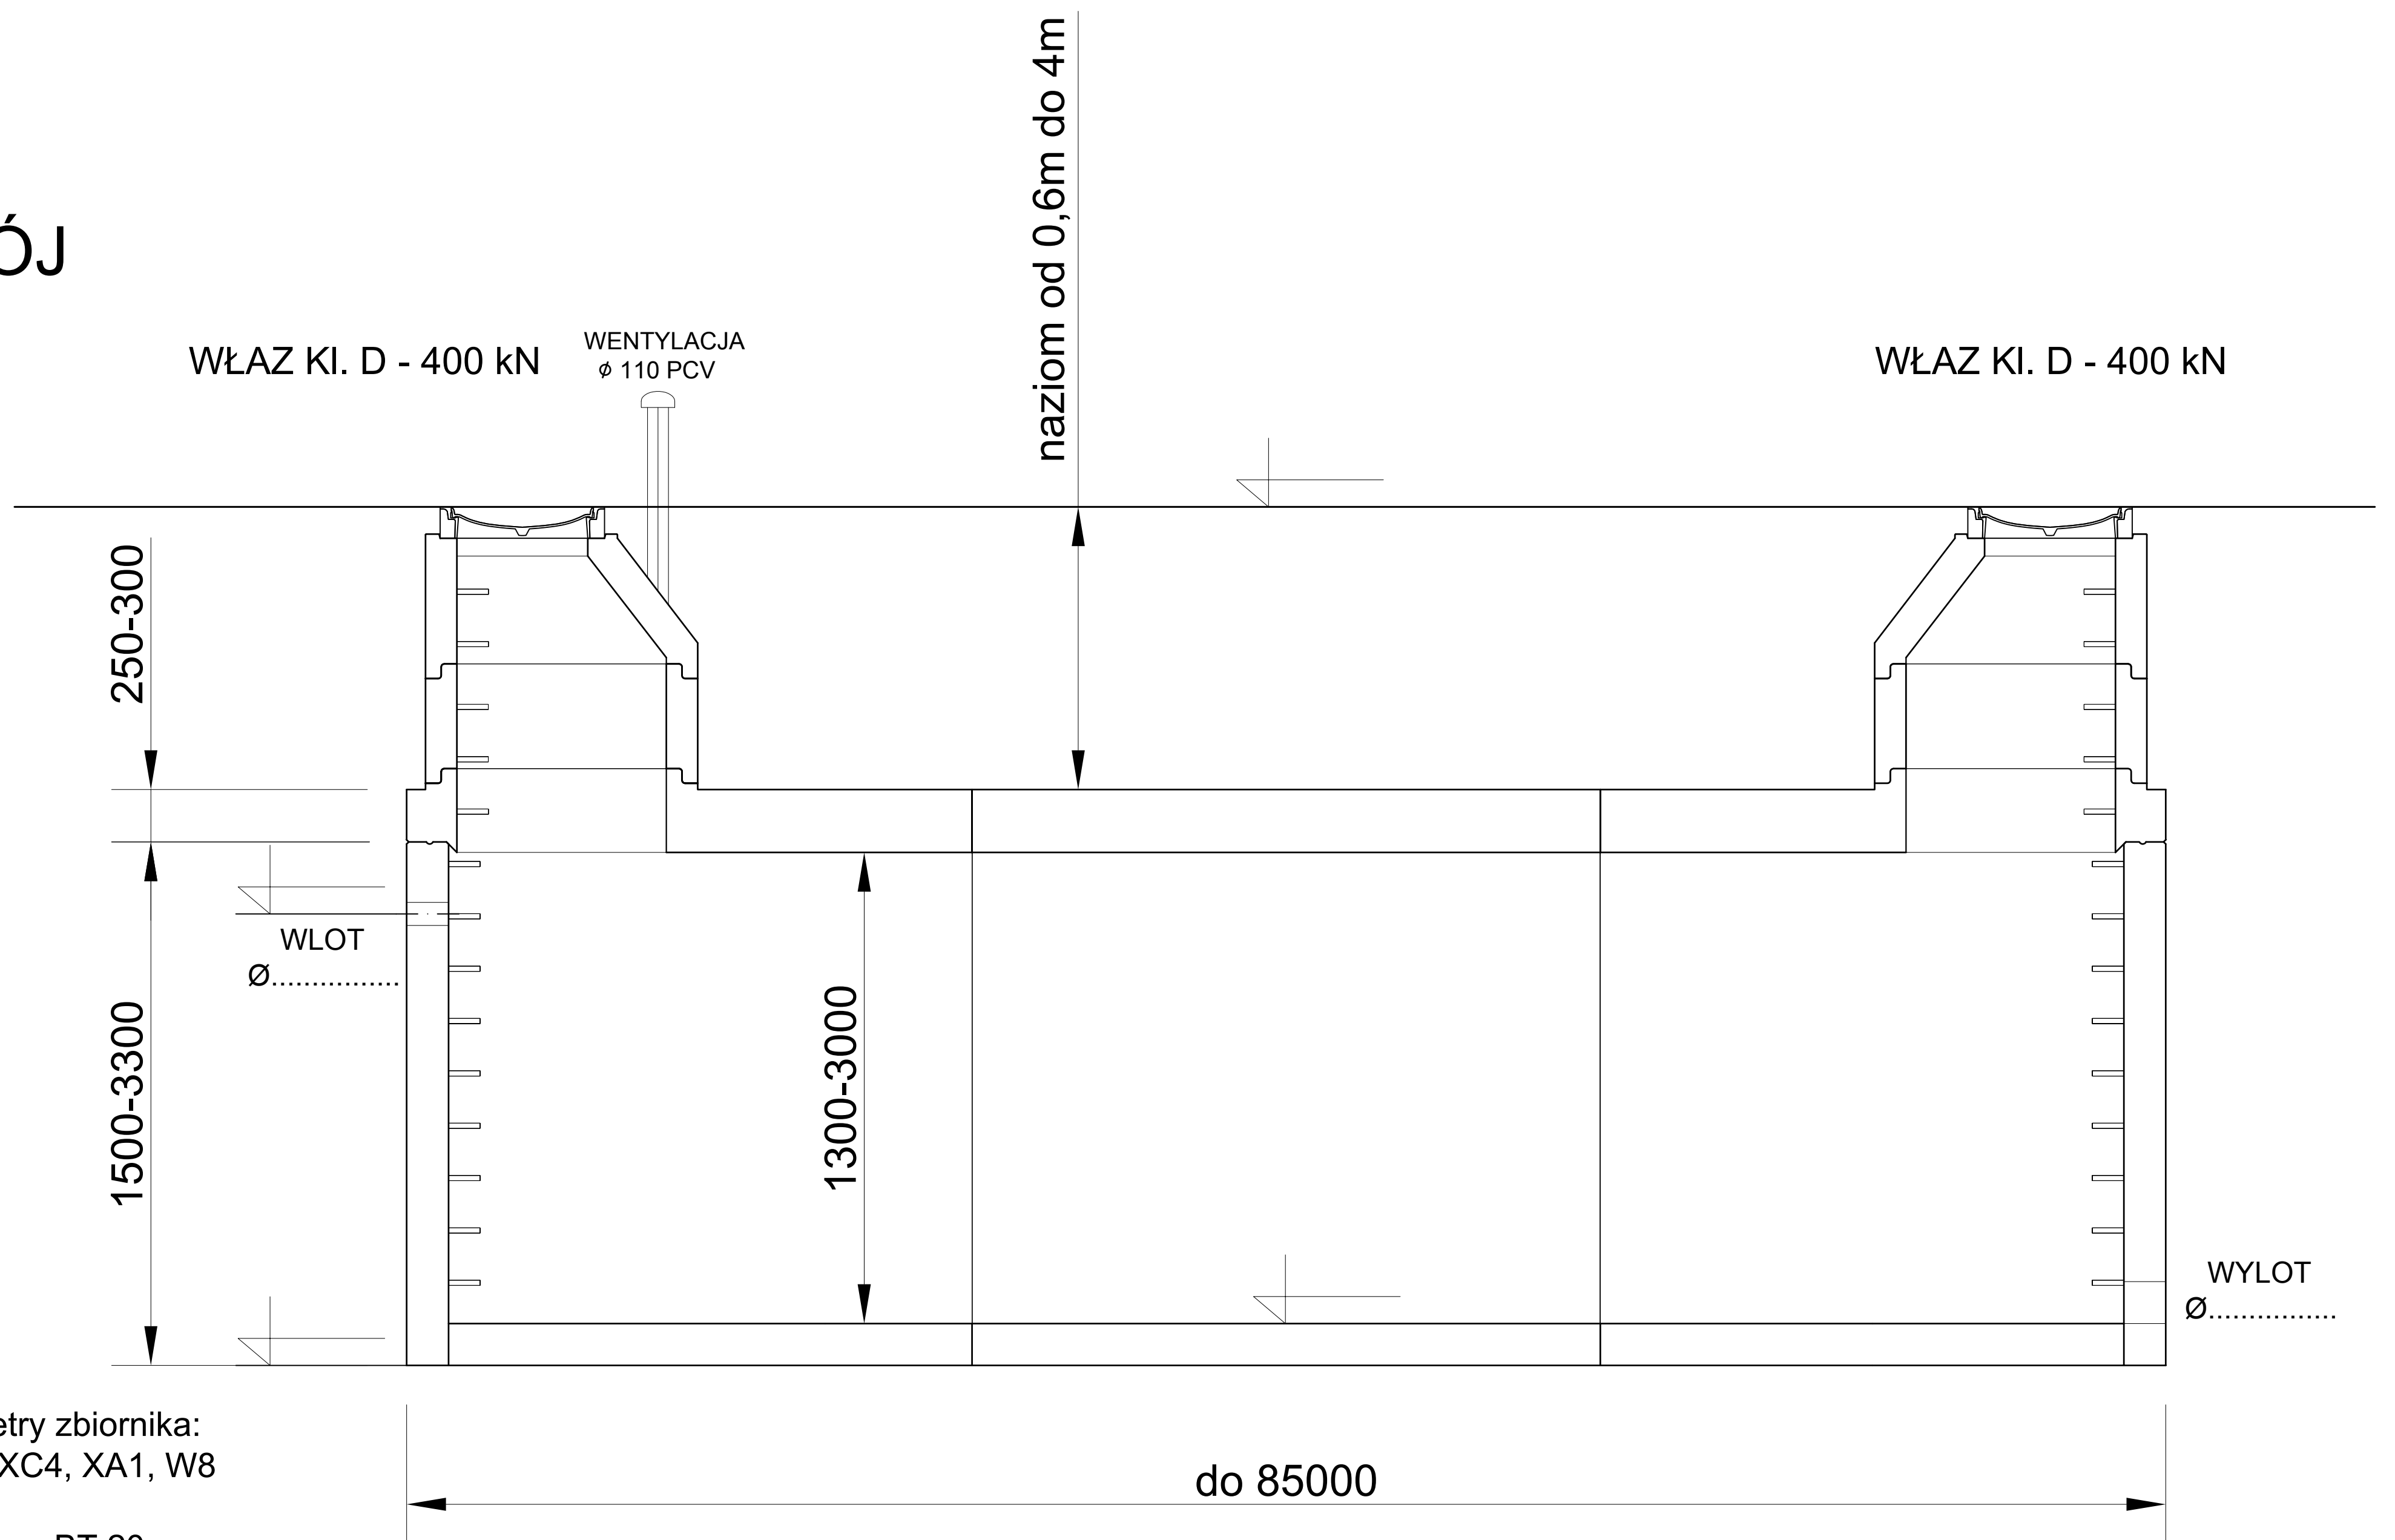 ÓJ
naziom od 0,6m do 4m
WŁAZ Kl. D - 400 kN
WENTYLACJA
ø 110 PCV
WŁAZ Kl. D - 400 kN
250-300
WLOT
Ø................
1500-3300
1300-3000
WYLOT
Ø................
etry zbiornika:
XC4, XA1, W8
do 85000